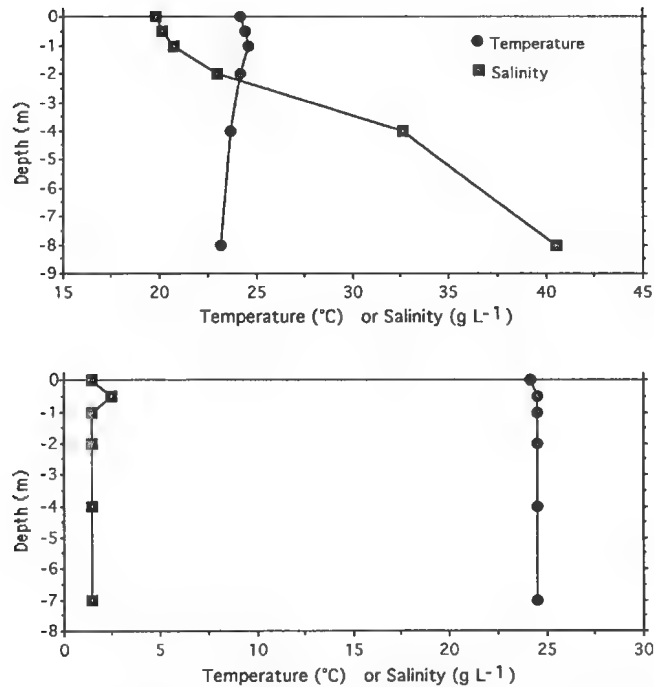 0
-1
-2
-3
-4
-5
-6
-7
-8
-9
Depth (m)
Temperature
Salinity
15 20 25 30 35 40 45
Temperature (°C) or Salinity (g L-1)
0
-1
-2
-3
-4
-5
-6
-7
-8
Depth (m)
0 5 10 15 20 25 30
Temperature (°C) or Salinity (g L-1)